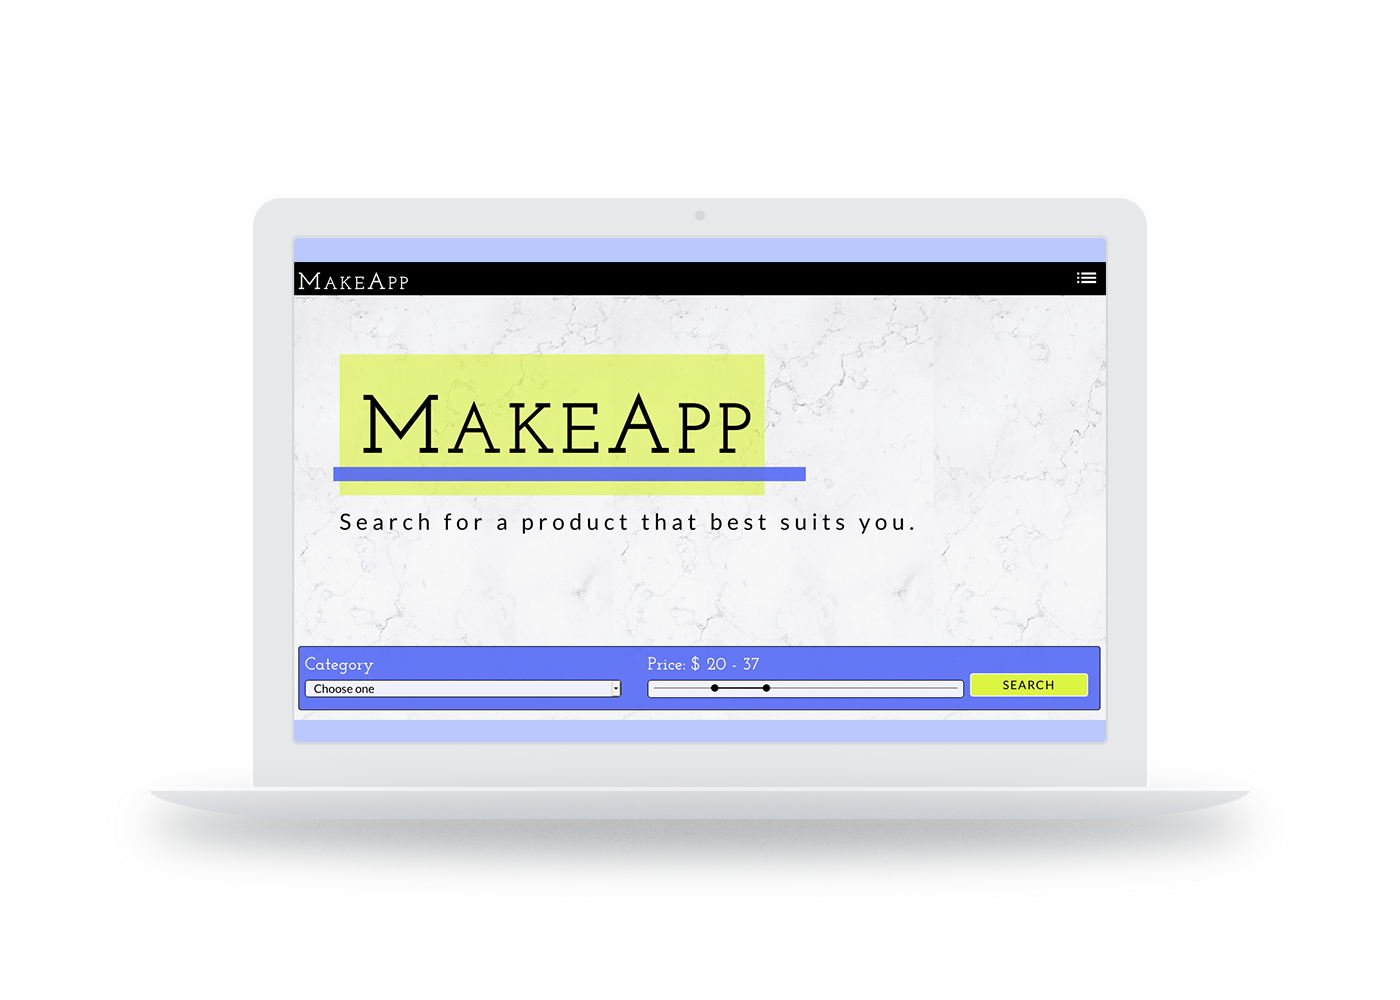 MakeApp
MakeApp
Search for a product that best suits you.
Category
Price: $ 20 - 37
Choose one
SEARCH